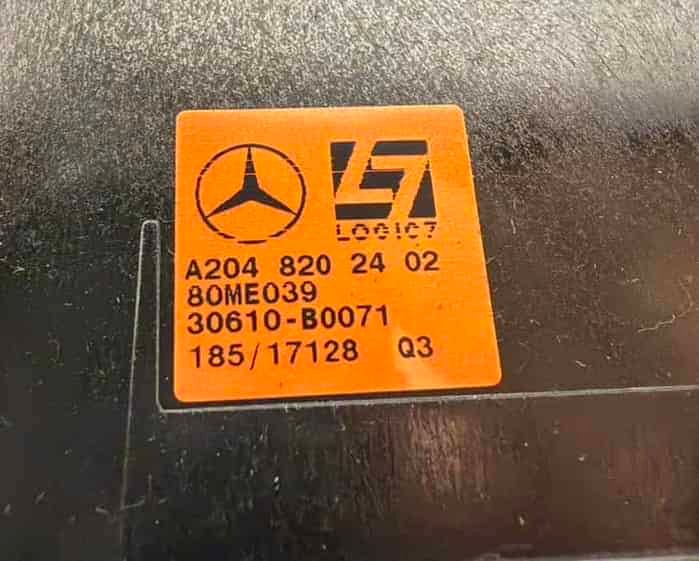 LOGIC7
A204 820 24 02
80ME039
30610-B0071
185/17128 Q3